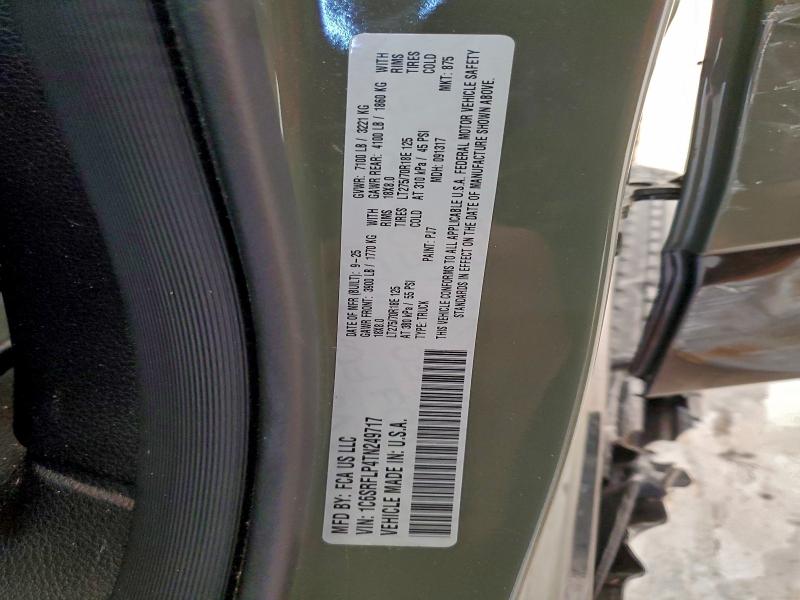 MFD BY: FCA US LLC
DATE OF MFR (BUILT): 9-25
GVWR: 7100 LB / 3221 KG
GAWR FRONT: 3900 LB / 1770 KG WITH
18X8.0 RIMS
LT275/70R18E 125 TIRES
AT 380 kPa / 55 PSI COLD
GAWR REAR: 4100 LB / 1860 KG WITH
18X8.0 RIMS
LT275/70R18E 125 TIRES
AT 310 kPa / 45 PSI COLD
VIN: 1C6SRFLP4TN249717
TYPE: TRUCK
PAINT: PJ7
MDH: 091317
MKT: 875
VEHICLE MADE IN: U.S.A.
THIS VEHICLE CONFORMS TO ALL APPLICABLE U.S.A. FEDERAL MOTOR VEHICLE SAFETY
STANDARDS IN EFFECT ON THE DATE OF MANUFACTURE SHOWN ABOVE.